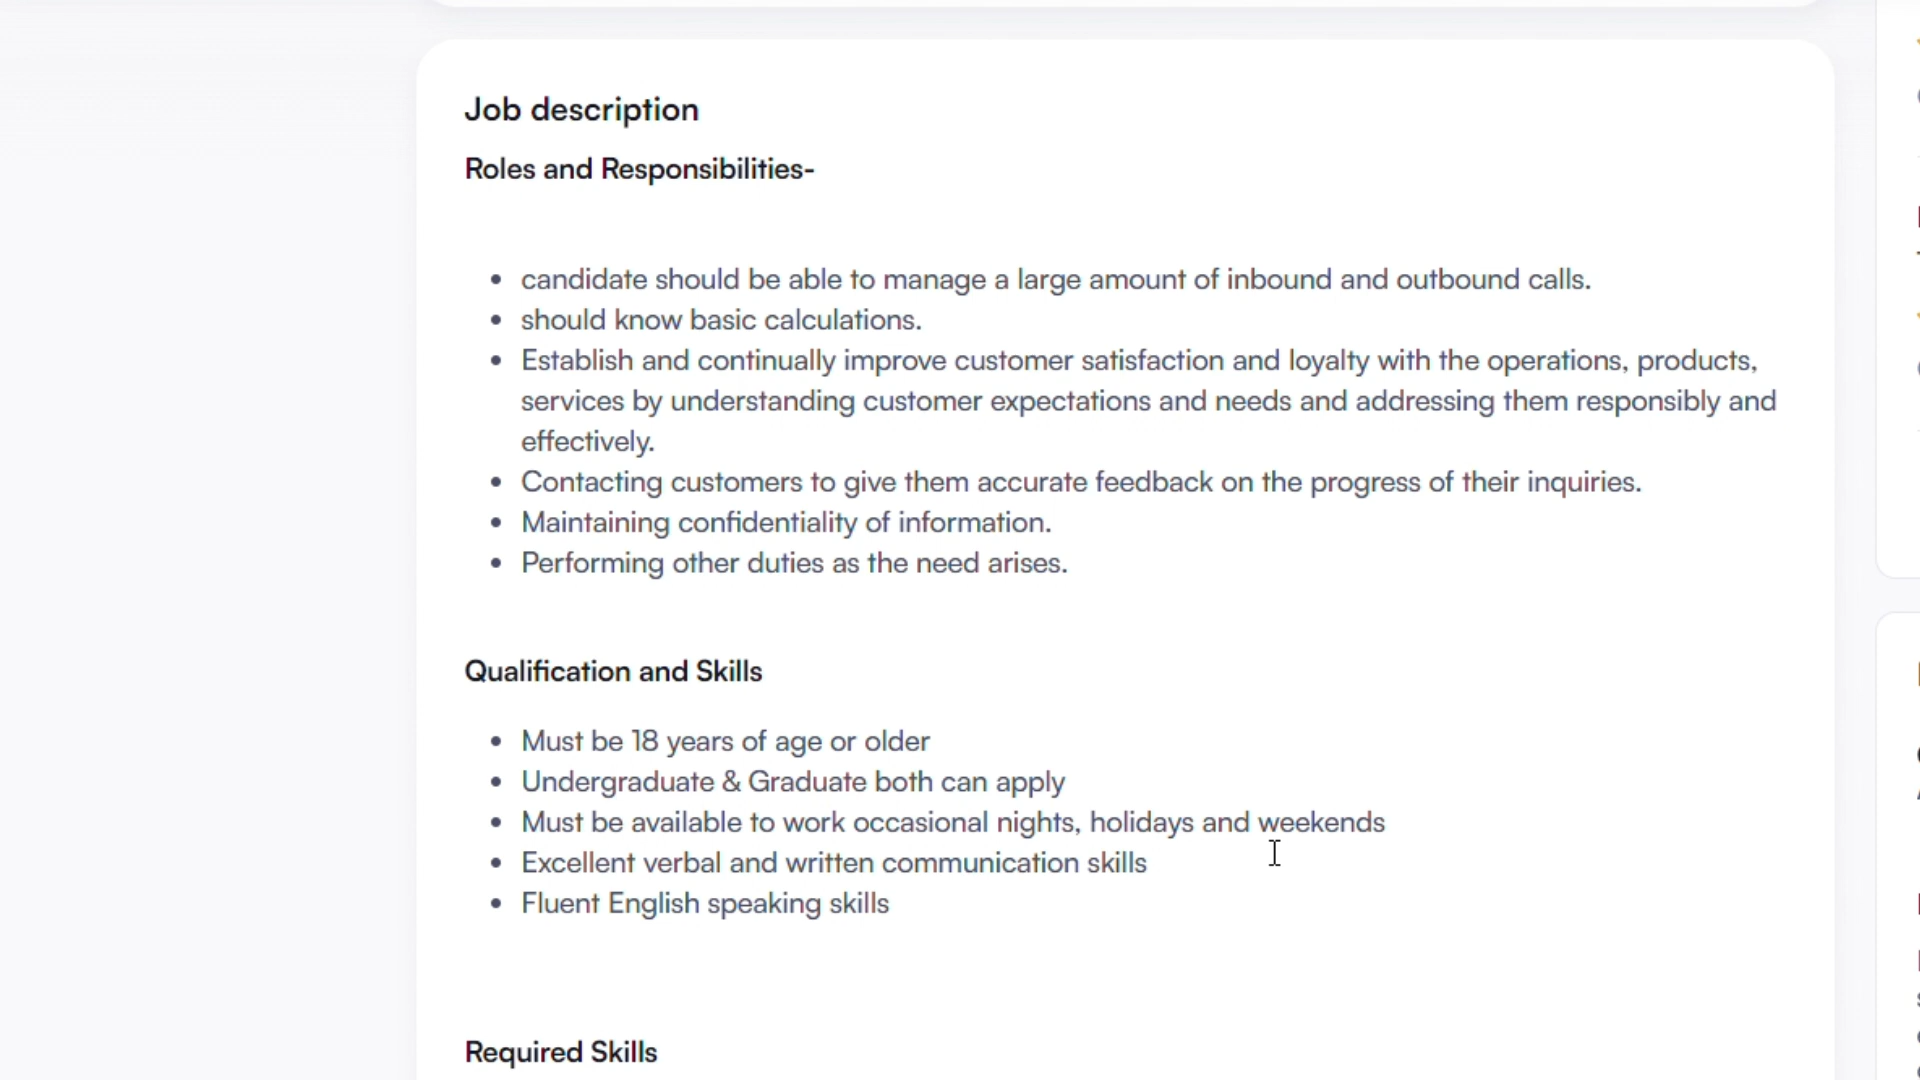 Job description
Roles and Responsibilities-
candidate should be able to manage a large amount of inbound and outbound calls.
should know basic calculations.
Establish and continually improve customer satisfaction and loyalty with the operations, products,
services by understanding customer expectations and needs and addressing them responsibly and
effectively.
Contacting customers to give them accurate feedback on the progress of their inquiries.
Maintaining confidentiality of information.
Performing other duties as the need arises.
Qualification and Skills
Must be 18 years of age or older
Undergraduate & Graduate both can apply
Must be available to work occasional nights, holidays and weekends
Excellent verbal and written communication skills
Fluent English speaking skills
Required Skills